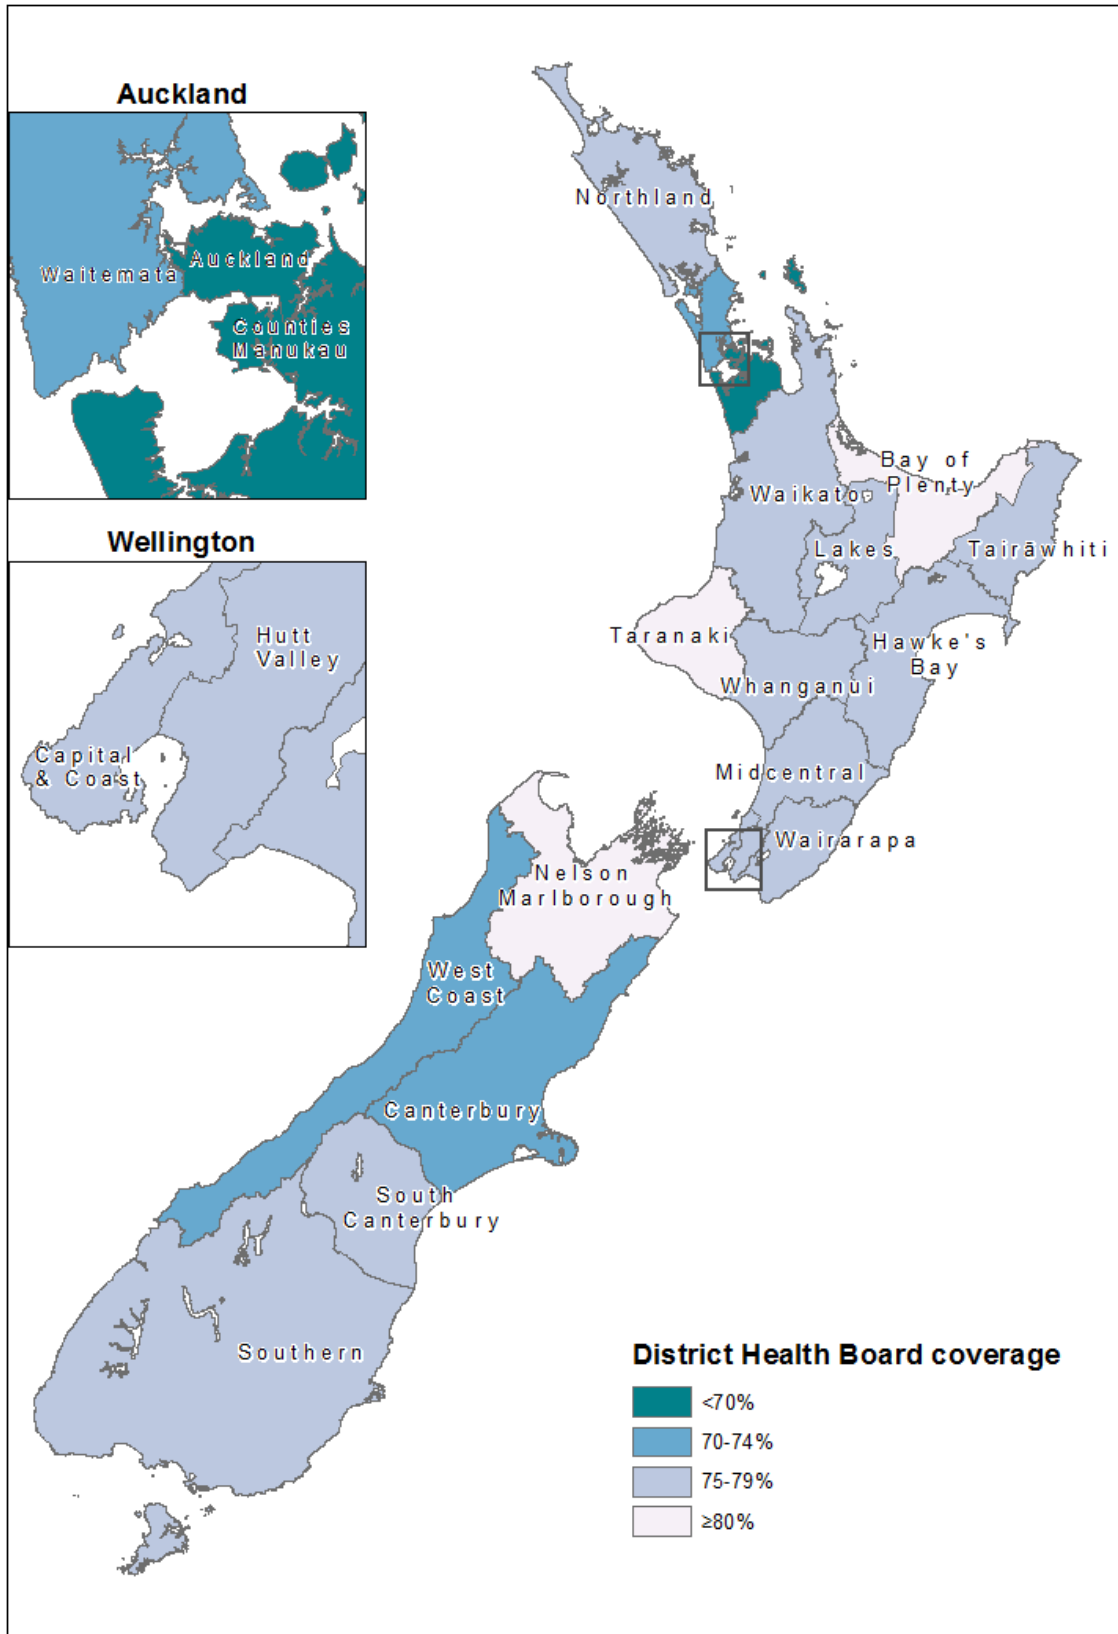 Auckland
Waitematā
Auckland
Counties
Manukau
Wellington
Hutt
Valley
Capital
& Coast
Northland
Bay of
Plenty
Waikato
Lakes
Tairāwhiti
Taranaki
Hawke's
Bay
Whanganui
Midcentral
Wairarapa
Nelson
Marlborough
West
Coast
Canterbury
South
Canterbury
Southern
District Health Board coverage
<70%
70-74%
75-79%
≥80%